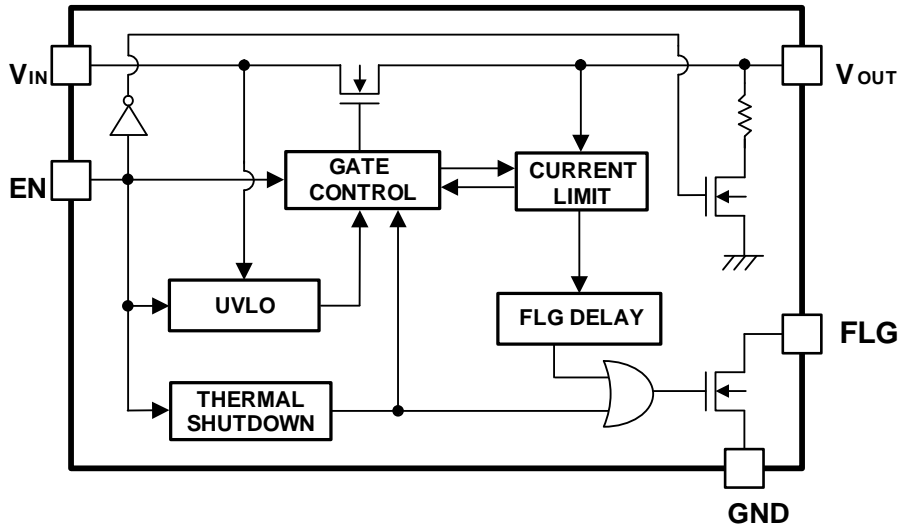 VIN
VOUT
EN
GATE
CONTROL
CURRENT
LIMIT
UVLO
FLG DELAY
FLG
THERMAL
SHUTDOWN
GND